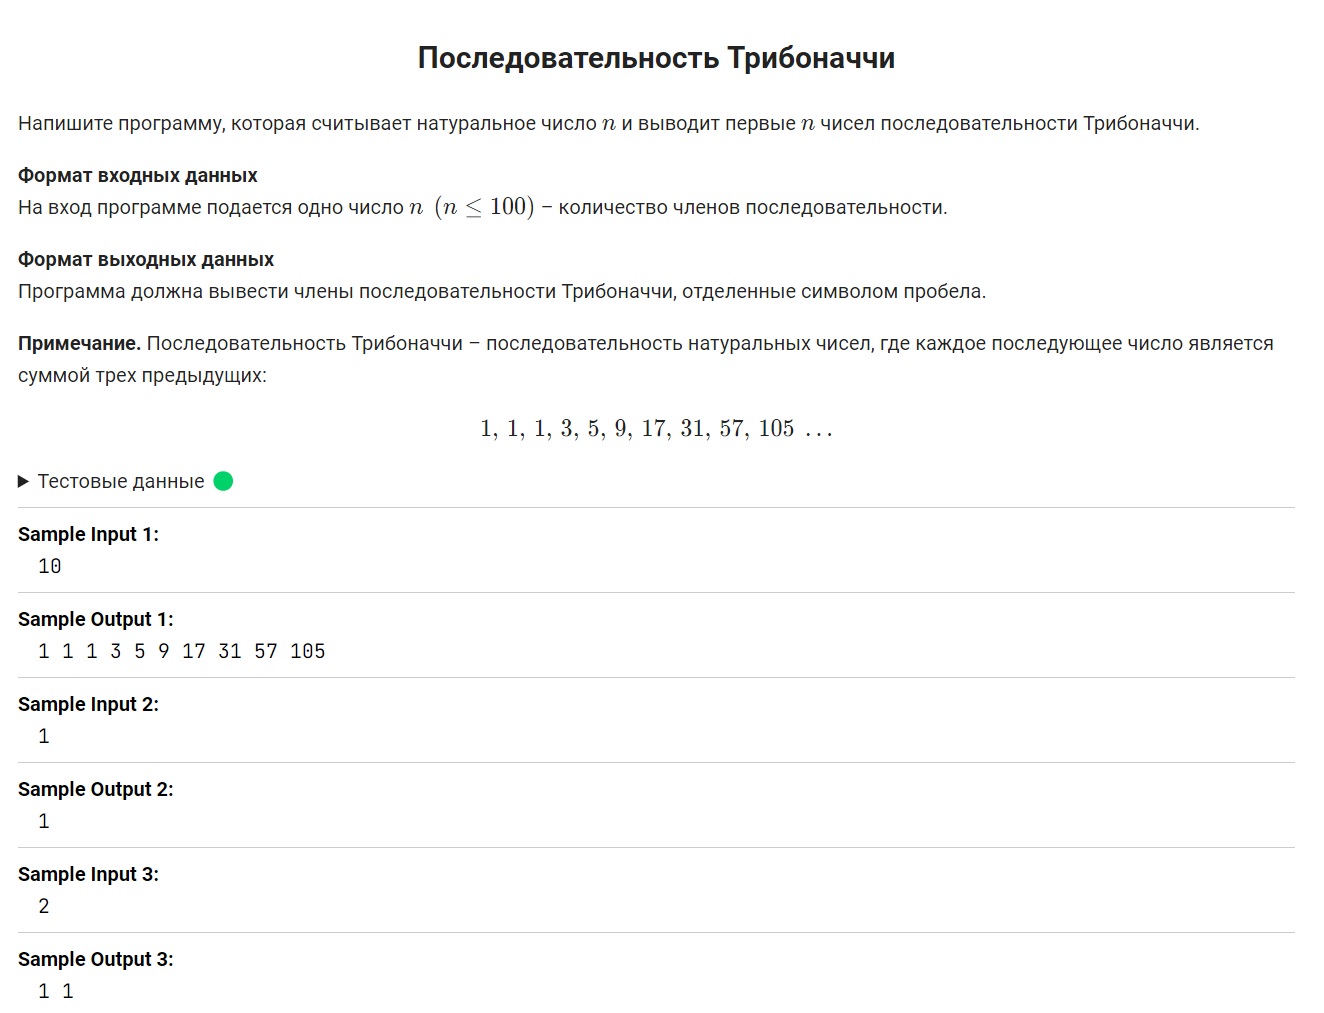 Последовательность Трибоначчи
Напишите программу, которая считывает натуральное число n и выводит первые n чисел последовательности Трибоначчи.
Формат входных данных
На вход программе подается одно число n (n ≤ 100) – количество членов последовательности.
Формат выходных данных
Программа должна вывести члены последовательности Трибоначчи, отделенные символом пробела.
Примечание. Последовательность Трибоначчи – последовательность натуральных чисел, где каждое последующее число является
суммой трех предыдущих:
1, 1, 1, 3, 5, 9, 17, 31, 57, 105 ...
Тестовые данные
Sample Input 1:
10
Sample Output 1:
1 1 1 3 5 9 17 31 57 105
Sample Input 2:
1
Sample Output 2:
1
Sample Input 3:
2
Sample Output 3:
1 1